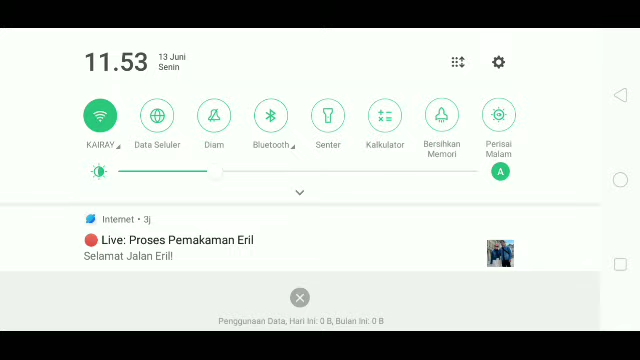 11.53
13 Juni
Senin
KAIRAY
Data Seluler
Diam
Bluetooth
Senter
Kalkulator
Bersihkan
Memori
Perisai
Malam
A
Internet • 3j
Live: Proses Pemakaman Eril
Selamat Jalan Eril!
Penggunaan Data, Hari Ini: 0 B, Bulan Ini: 0 B